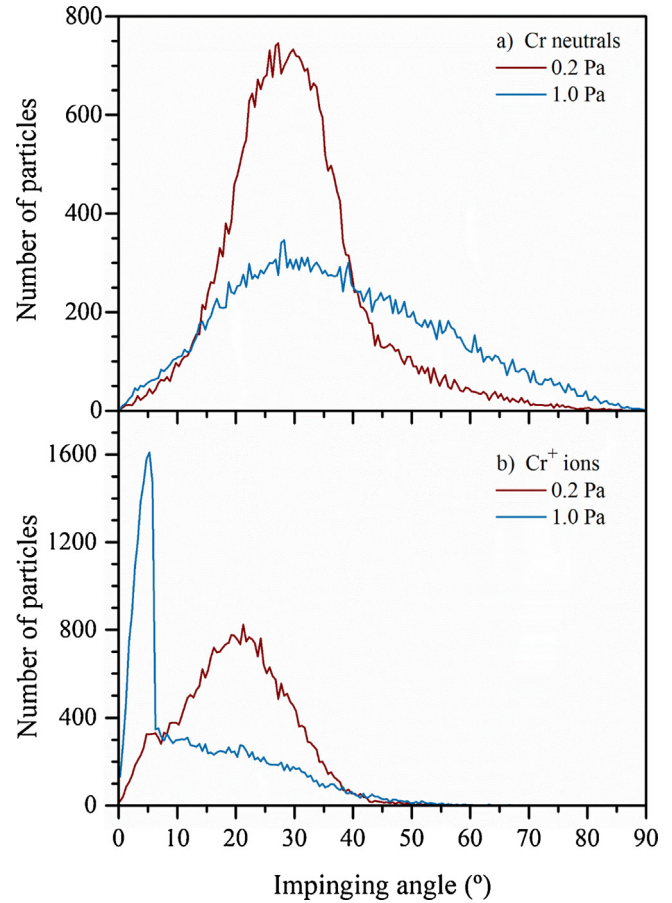 800
a) Cr neutrals
0.2 Pa
1.0 Pa
600
400
200
0
Number of particles
1600
b) Cr⁺ ions
0.2 Pa
1.0 Pa
1200
800
400
0
Number of particles
0 10 20 30 40 50 60 70 80 90
Impinging angle (º)